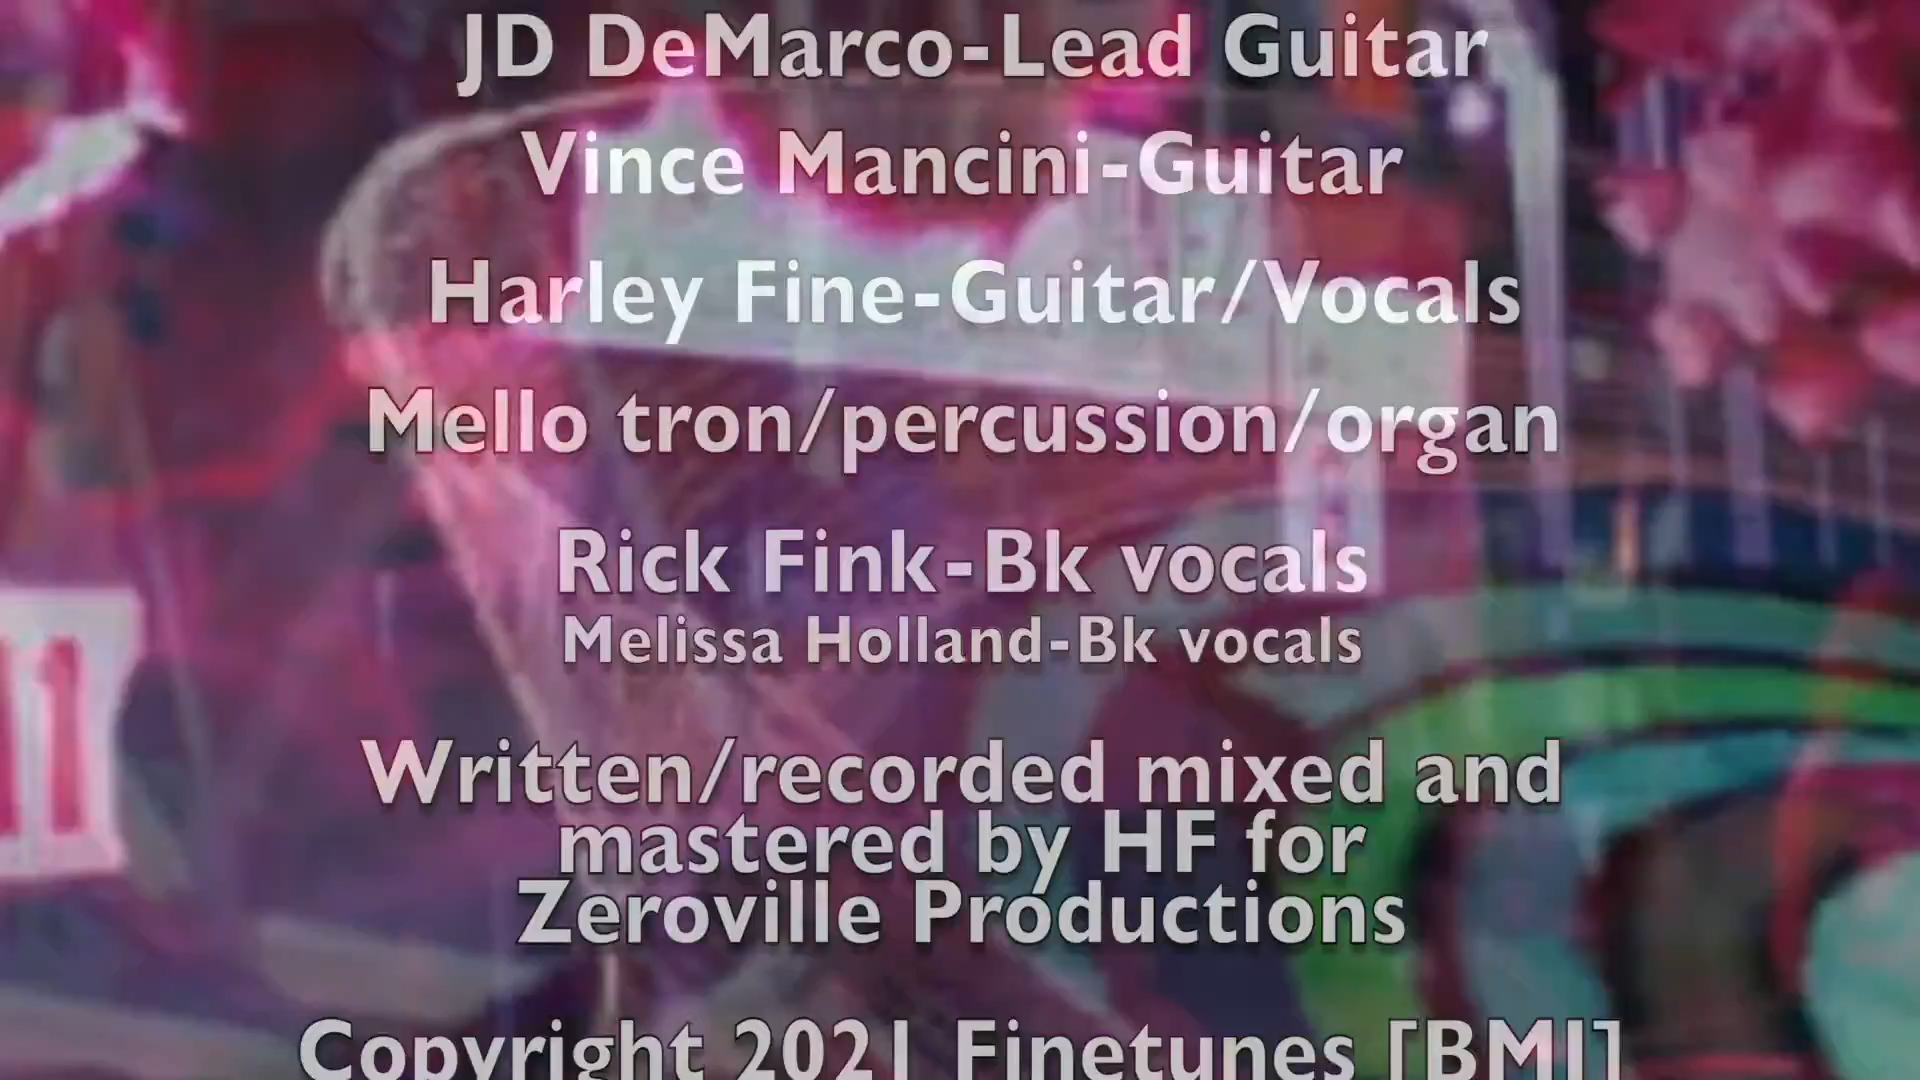 JD DeMarco-Lead Guitar
Vince Mancini-Guitar
Harley Fine-Guitar/Vocals
Mello tron/percussion/organ
Rick Fink-Bk vocals
Melissa Holland-Bk vocals
Written/recorded mixed and
mastered by HF for
Zeroville Productions
Copyright 2021 Finetunes [BMI]